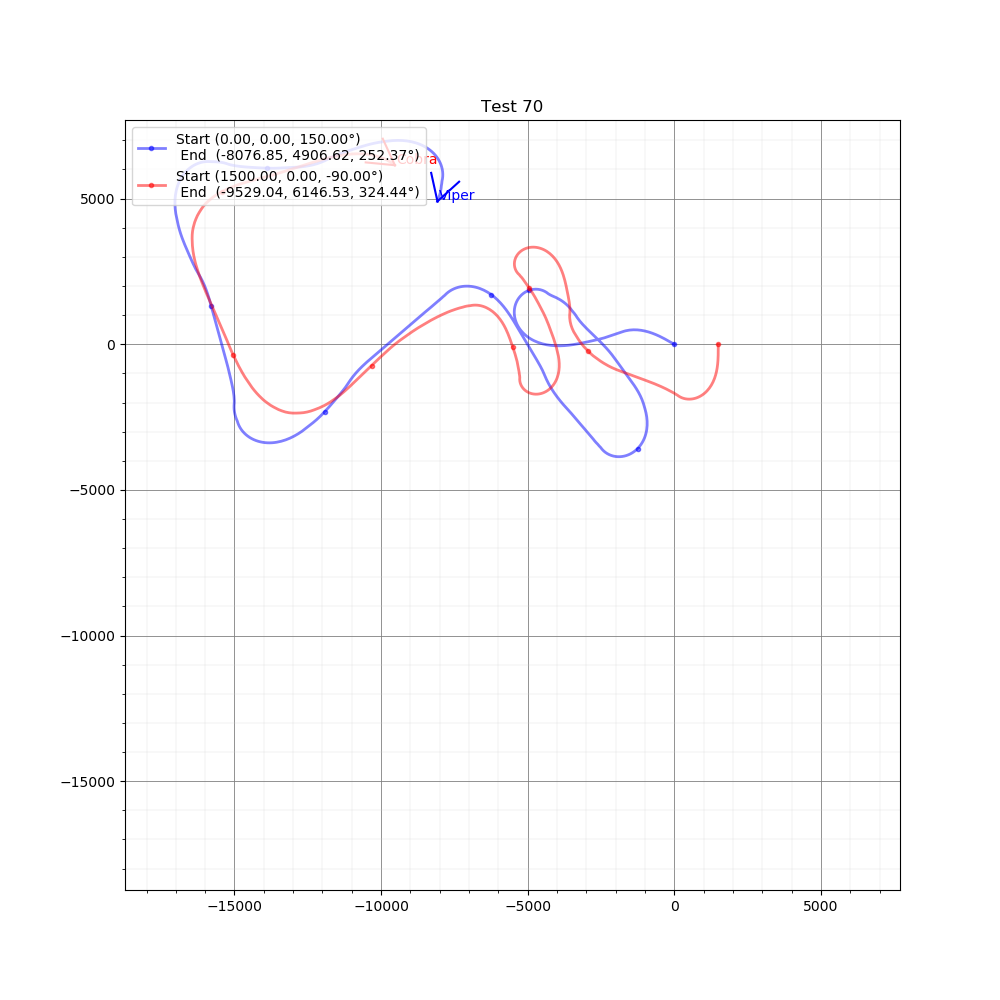 Test 70
Start (0.00, 0.00, 150.00°)
End (-8076.85, 4906.62, 252.37°)
Start (1500.00, 0.00, -90.00°)
End (-9529.04, 6146.53, 324.44°)
Viper
5000
0
−5000
−10000
−15000
−15000
−10000
−5000
0
5000